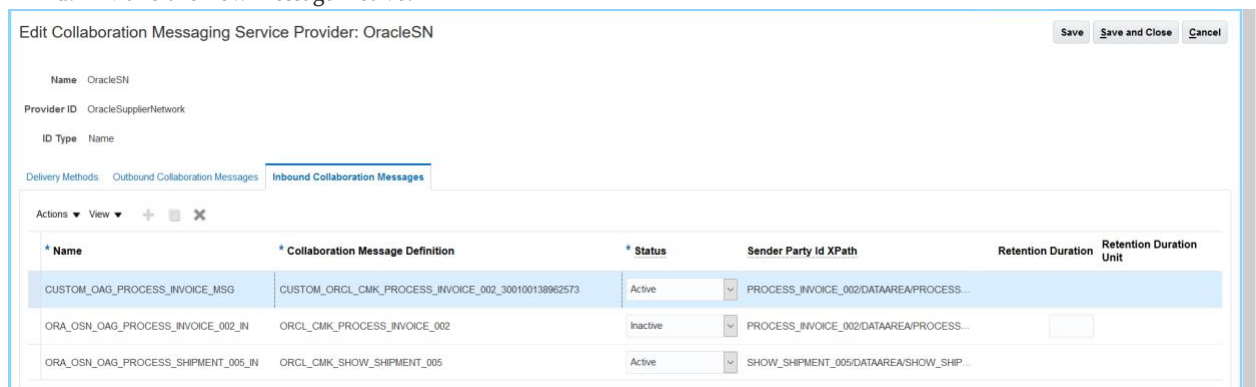 Edit Collaboration Messaging Service Provider: OracleSN
Save Save and Close Cancel
Name OracleSN
Provider ID OracleSupplierNetwork
ID Type Name
Delivery Methods Outbound Collaboration Messages Inbound Collaboration Messages
Actions View
* Name * Collaboration Message Definition * Status Sender Party Id XPath Retention Duration Retention Duration Unit
CUSTOM_OAG_PROCESS_INVOICE_MSG CUSTOM_ORCL_CMK_PROCESS_INVOICE_002_300100138962573 Active PROCESS_INVOICE_002/DATAAREA/PROCESS...
ORA_OSN_OAG_PROCESS_INVOICE_002_IN ORCL_CMK_PROCESS_INVOICE_002 Inactive PROCESS_INVOICE_002/DATAAREA/PROCESS...
ORA_OSN_OAG_PROCESS_SHIPMENT_005_IN ORCL_CMK_SHOW_SHIPMENT_005 Active SHOW_SHIPMENT_005/DATAAREA/SHOW_SHIP...